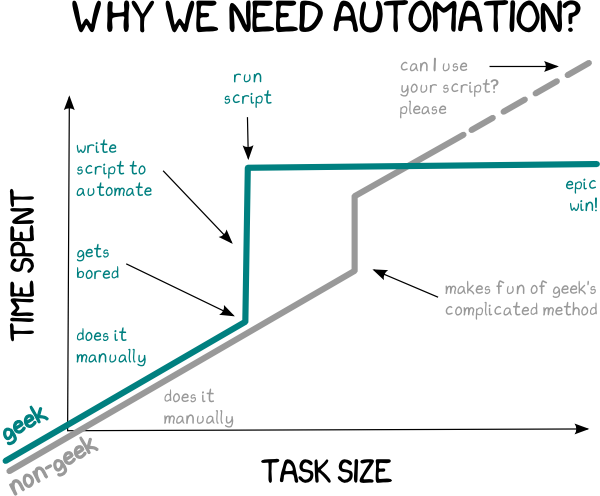 WHY WE NEED AUTOMATION?
can I use
your script?
please
run
script
write
script to
automate
epic
win!
gets
bored
makes fun of geek's
complicated method
does it
manually
does it
manually
TIME SPENT
geek
non-geek
TASK SIZE